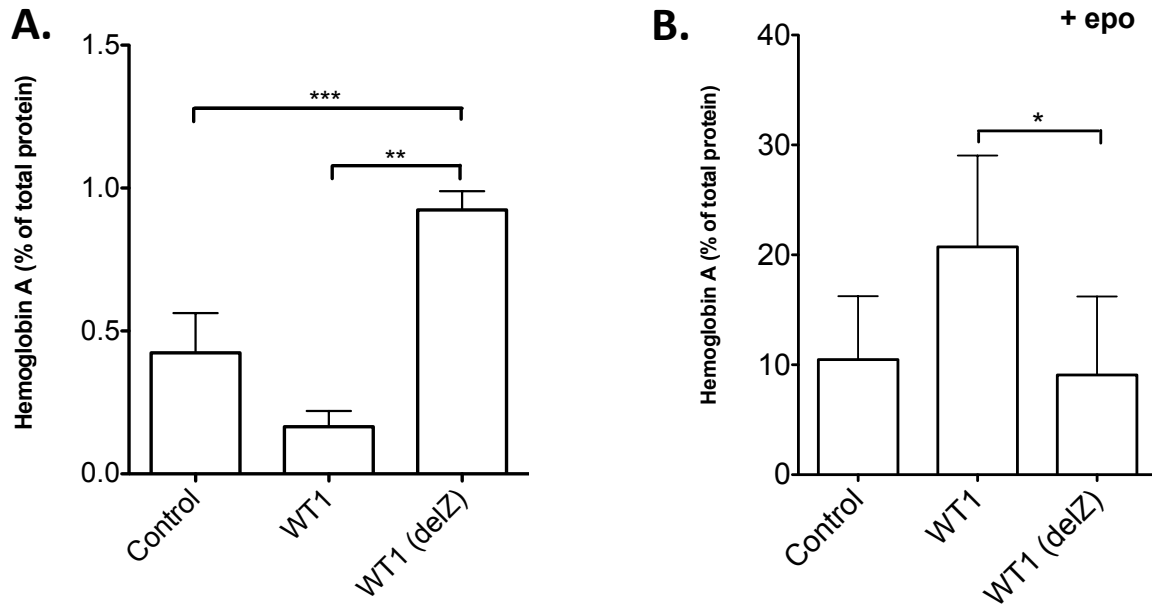 A.
Hemoglobin A (% of total protein)
1.5
1.0
0.5
0.0
***
**
Control
WT1
WT1 (delZ)
B.
+ epo
Hemoglobin A (% of total protein)
40
30
20
10
0
*
Control
WT1
WT1 (delZ)